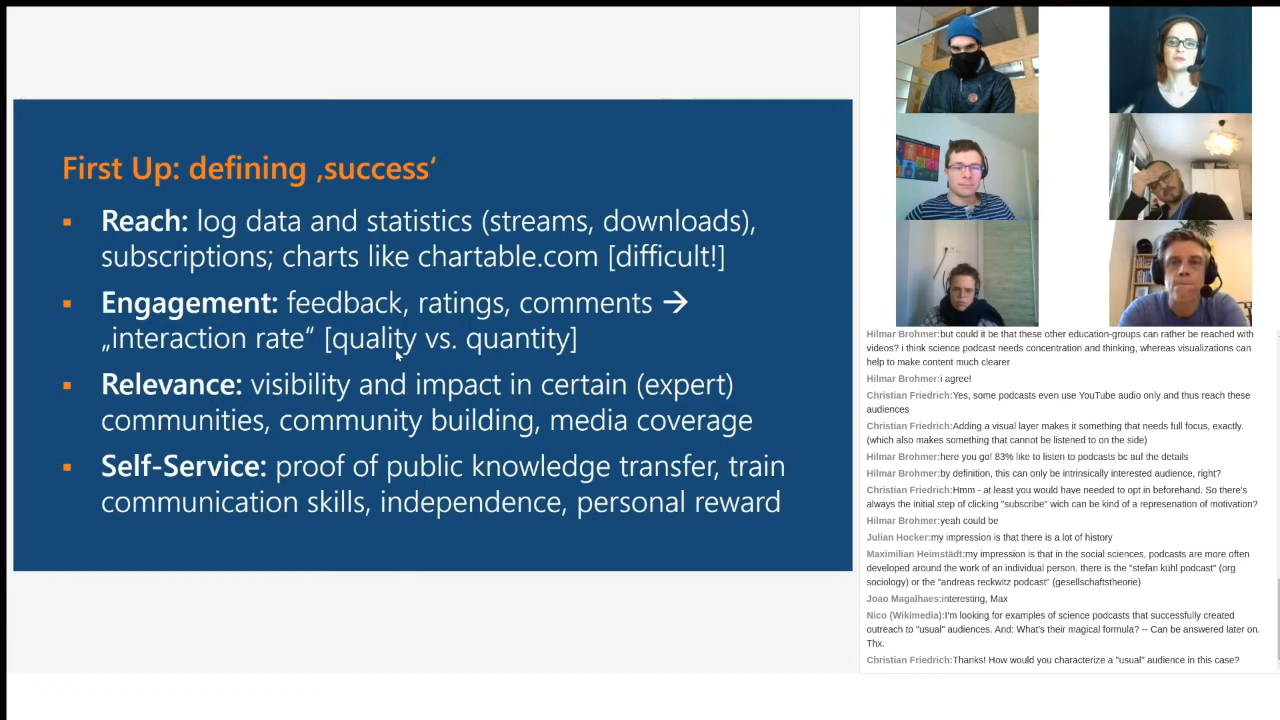 First Up: defining ‚success‘
▪ Reach: log data and statistics (streams, downloads),
subscriptions; charts like chartable.com [difficult!]
▪ Engagement: feedback, ratings, comments →
„interaction rate“ [quality vs. quantity]
▪ Relevance: visibility and impact in certain (expert)
communities, community building, media coverage
▪ Self-Service: proof of public knowledge transfer, train
communication skills, independence, personal reward
Hilmar Brohmer:but could it be that these other education-groups can rather be reached with
videos? i think science podcast needs concentration and thinking, whereas visualizations can
help to make content much clearer
Hilmar Brohmer:i agree!
Christian Friedrich:Yes, some podcasts even use YouTube audio only and thus reach these
audiences
Christian Friedrich:Adding a visual layer makes it something that needs full focus, exactly.
(which also makes something that cannot be listened to on the side)
Hilmar Brohmer:here you go! 83% like to listen to podcasts bc auf the details
Hilmar Brohmer:by definition, this can only be intrinsically interested audience, right?
Christian Friedrich:Hmm - at least you would have needed to opt in beforehand. So there's
always the initial step of clicking "subscribe" wich can be kind of a represenation of motivation?
Hilmar Brohmer:yeah could be
Julian Hocker:my impression is that there is a lot of history
Maximilian Heimstädt:my impression is that in the social sciences, podcasts are more often
developed around the work of an individual person. there is the "stefan kühl podcast" (org
sociology) or the "andreas reckwitz podcast" (gesellschaftstheorie)
Joao Magalhaes:interesting, Max
Nico (Wikimedia):I'm looking for examples of science podcasts that successfully created
outreach to "usual" audiences. And: What's their magical formula? -- Can be answered later on.
Thx.
Christian Friedrich:Thanks! How would you characterize a "usual" audience in this case?